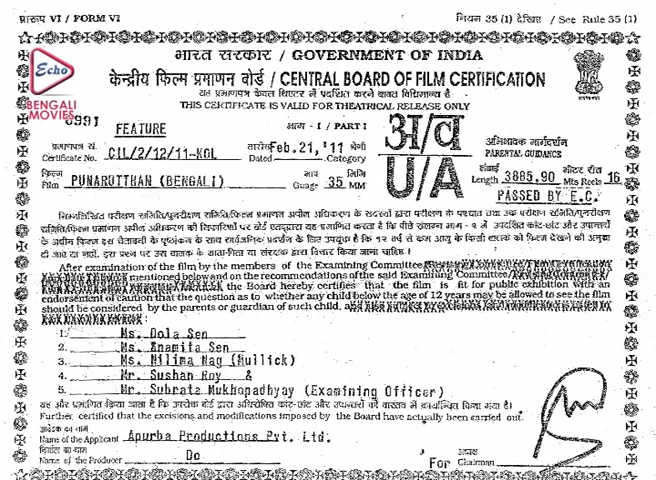 प्रारूप VI / FORM VI
नियम 35 (1) देखिए / See Rule 35 (1)
Echo
BENGALI
MOVIES
भारत सरकार / GOVERNMENT OF INDIA
केन्द्रीय फिल्म प्रमाणन बोर्ड / CENTRAL BOARD OF FILM CERTIFICATION
यह प्रमाणपत्र केवल थिएटर में प्रदर्शित करने बाबत विधिमान्य है
THIS CERTIFICATE IS VALID FOR THEATRICAL RELEASE ONLY
0991
FEATURE
भाग - I / PART I
अ/व
U/A
अभिभावक मार्गदर्शन
PARENTAL GUIDANCE
प्रमाणपत्र सं. तारीख श्रेणी
Certificate No. CIL/2/12/11-KOL Dated Feb.21,'11 Category
फिल्म माप मिमि लंबाई मीटर रील
Film PUNARUTTHAN (BENGALI) Guage 35 MM Length 3885.90 Mts Reels 16
PASSED BY E.C.
After examination of the film by the members of the Examining Committee
mentioned below and on the recommendations of the said Examining Committee
the Board hereby certifies that the film is fit for public exhibition with an
endorsement of caution that the question as to whether any child below the age of 12 years may be allowed to see the film
should be considered by the parents or guardian of such child.
1. Ms. Dola Sen
2. Ms. Anamita Sen
3. Ms. Nilima Nag (Mullick)
4. Mr. Sushan Roy &
5. Mr. Subrata Mukhopadhyay (Examining Officer)
Further certified that the excisions and modifications imposed by the Board have actually been carried out.
आवेदक का नाम
Name of the Applicant Apurba Productions Pvt. Ltd.
निर्माता का नाम
Name of the Producer Do
अध्यक्ष
For Chairman